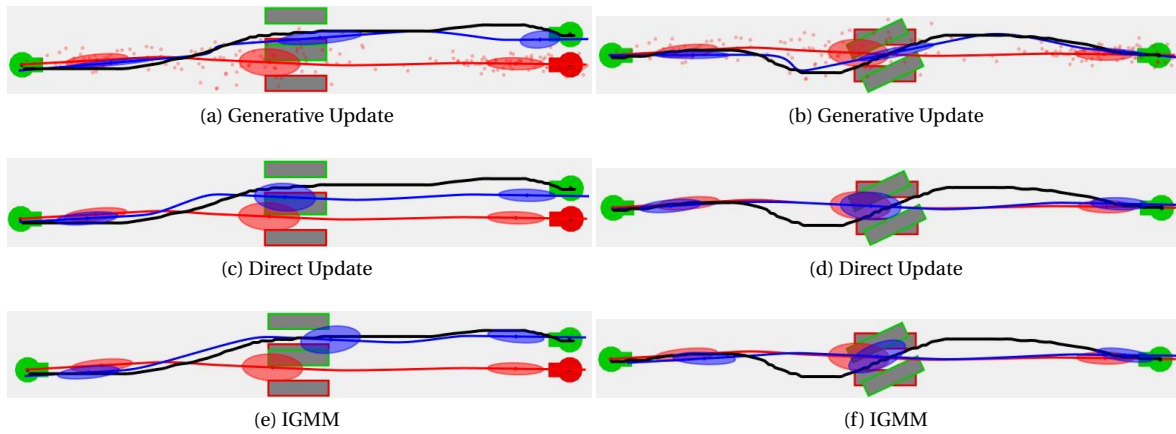 (a) Generative Update
(b) Generative Update
(c) Direct Update
(d) Direct Update
(e) IGMM
(f) IGMM